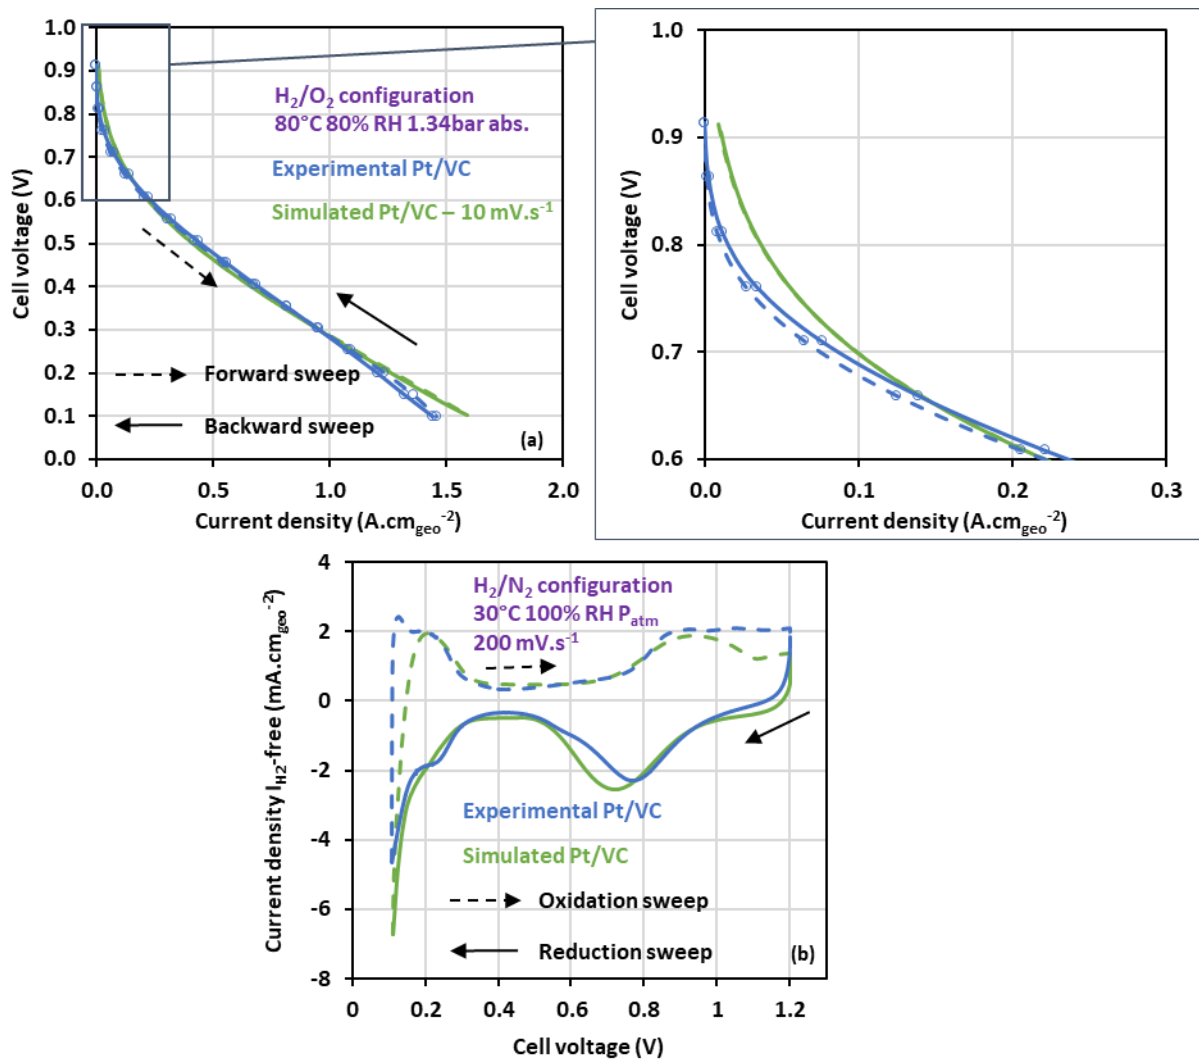 1.0
0.9
0.8
0.7
0.6
0.5
0.4
0.3
0.2
0.1
0.0
Cell voltage (V)
H2/O2 configuration
80°C 80% RH 1.34bar abs.
Experimental Pt/VC
Simulated Pt/VC – 10 mV.s-1
Forward sweep
Backward sweep
(a)
0.0 0.5 1.0 1.5 2.0
Current density (A.cmgeo-2)
1.0
0.9
0.8
0.7
0.6
Cell voltage (V)
0.0 0.1 0.2 0.3
Current density (A.cmgeo-2)
4
2
0
-2
-4
-6
-8
Current density IH2-free (mA.cmgeo-2)
H2/N2 configuration
30°C 100% RH Patm
200 mV.s-1
Experimental Pt/VC
Simulated Pt/VC
Oxidation sweep
Reduction sweep
(b)
0 0.2 0.4 0.6 0.8 1 1.2
Cell voltage (V)